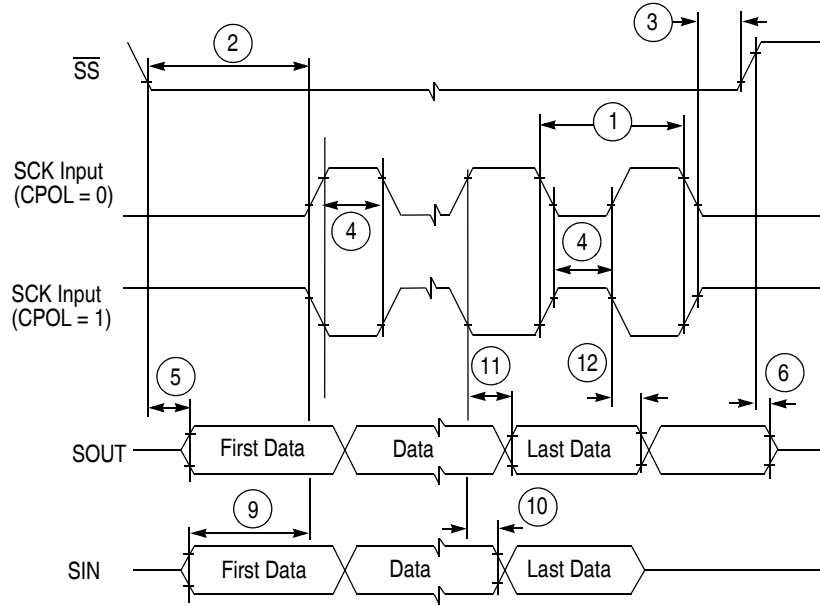 2
3
S̅S̅
1
SCK Input
(CPOL = 0)
4
4
SCK Input
(CPOL = 1)
5
11
12
6
SOUT
First Data
Data
Last Data
9
10
SIN
First Data
Data
Last Data